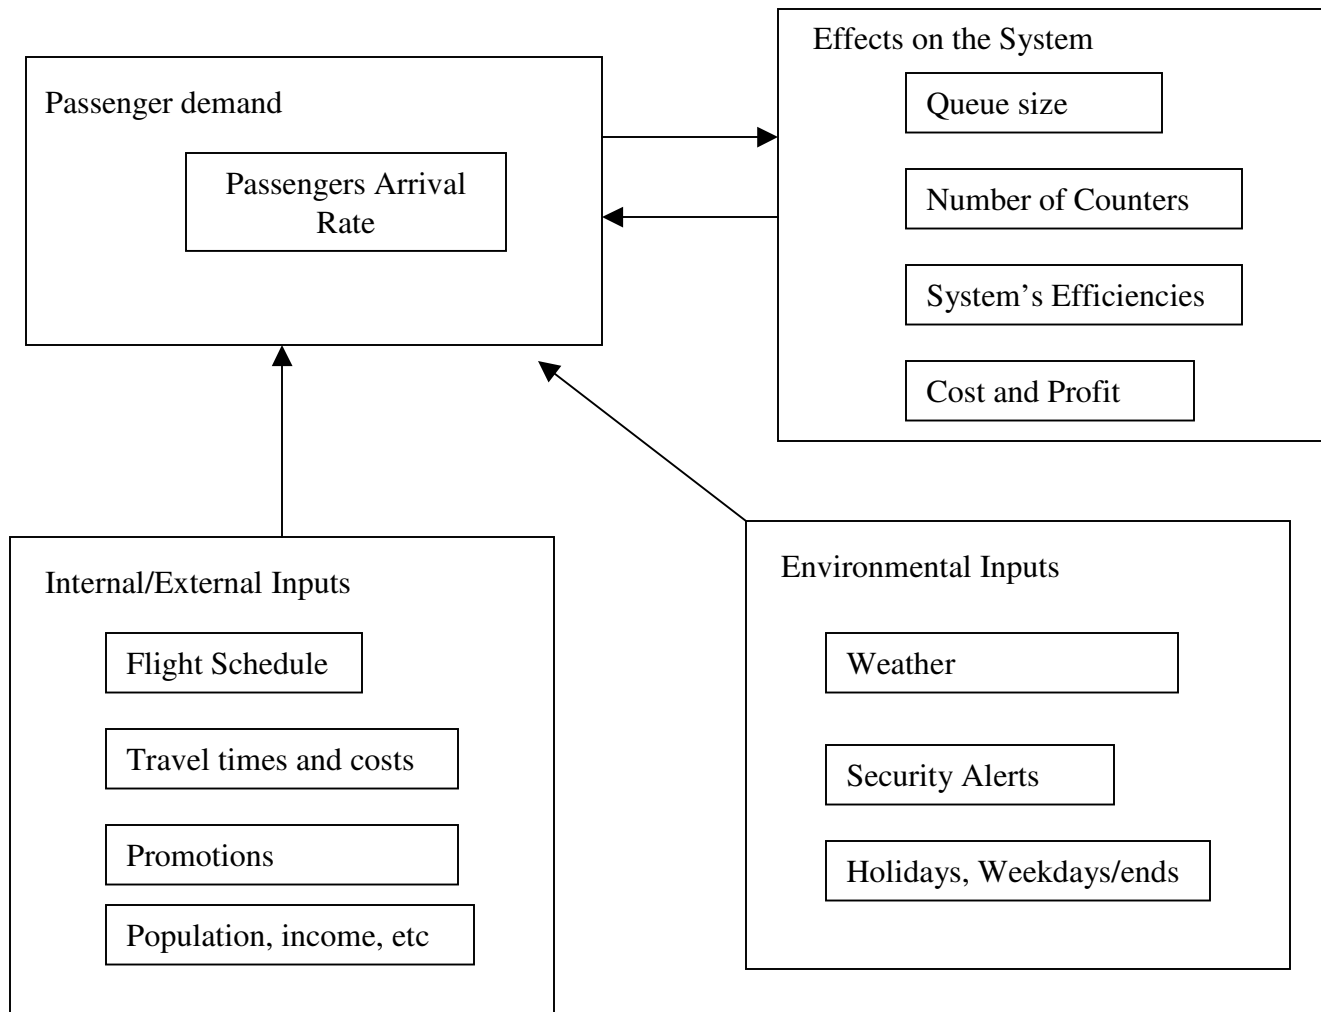 Passenger demand
Passengers Arrival
Rate
Effects on the System
Queue size
Number of Counters
System’s Efficiencies
Cost and Profit
Internal/External Inputs
Flight Schedule
Travel times and costs
Promotions
Population, income, etc
Environmental Inputs
Weather
Security Alerts
Holidays, Weekdays/ends